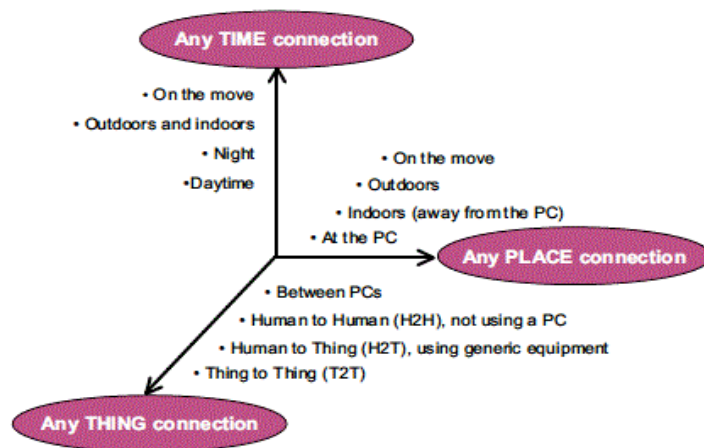 Any TIME connection
• On the move
• Outdoors and indoors
• Night
•Daytime
• On the move
• Outdoors
• Indoors (away from the PC)
• At the PC
Any PLACE connection
• Between PCs
• Human to Human (H2H), not using a PC
• Human to Thing (H2T), using generic equipment
• Thing to Thing (T2T)
Any THING connection